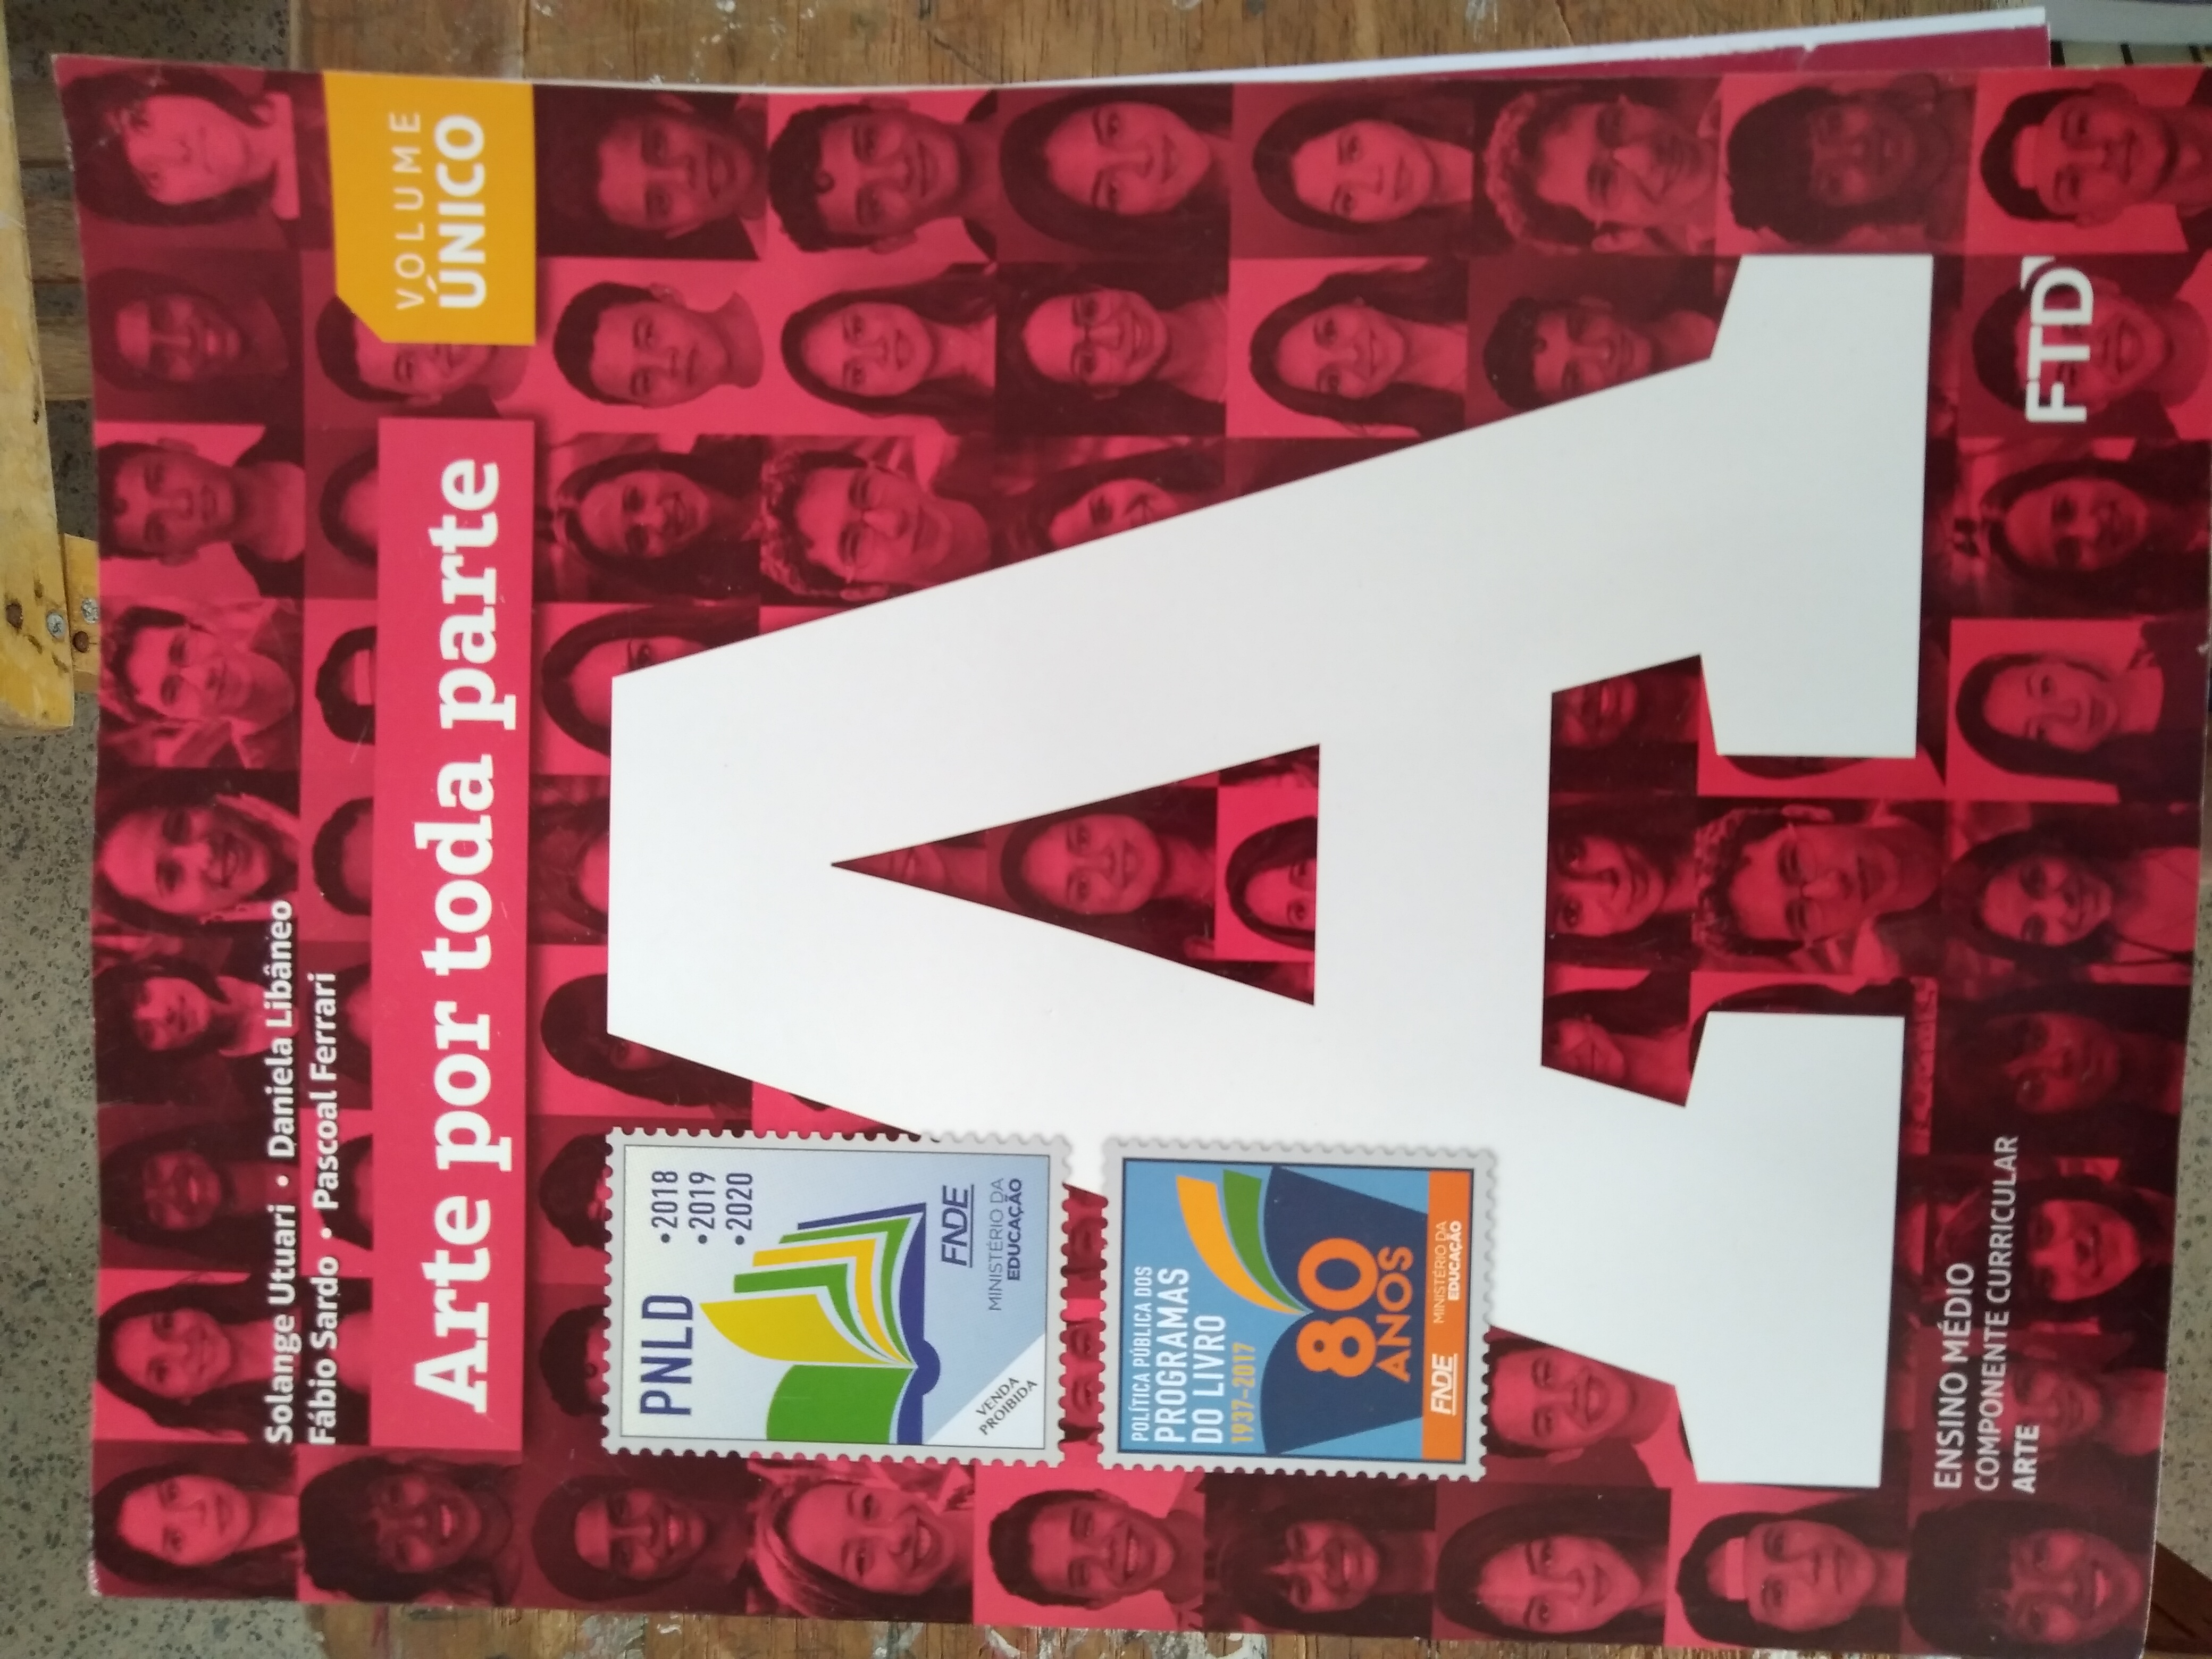 Solange Utuari • Daniela Libâneo
Fábio Sardo • Pascoal Ferrari
Arte por toda parte
VOLUME
ÚNICO
PNLD
•2018
•2019
•2020
FNDE
MINISTÉRIO DA
EDUCAÇÃO
VENDA
PROIBIDA
POLÍTICA PÚBLICA DOS
PROGRAMAS
DO LIVRO
1937-2017
80
ANOS
FNDE
MINISTÉRIO DA
EDUCAÇÃO
A
ENSINO MÉDIO
COMPONENTE CURRICULAR
ARTE
FTD